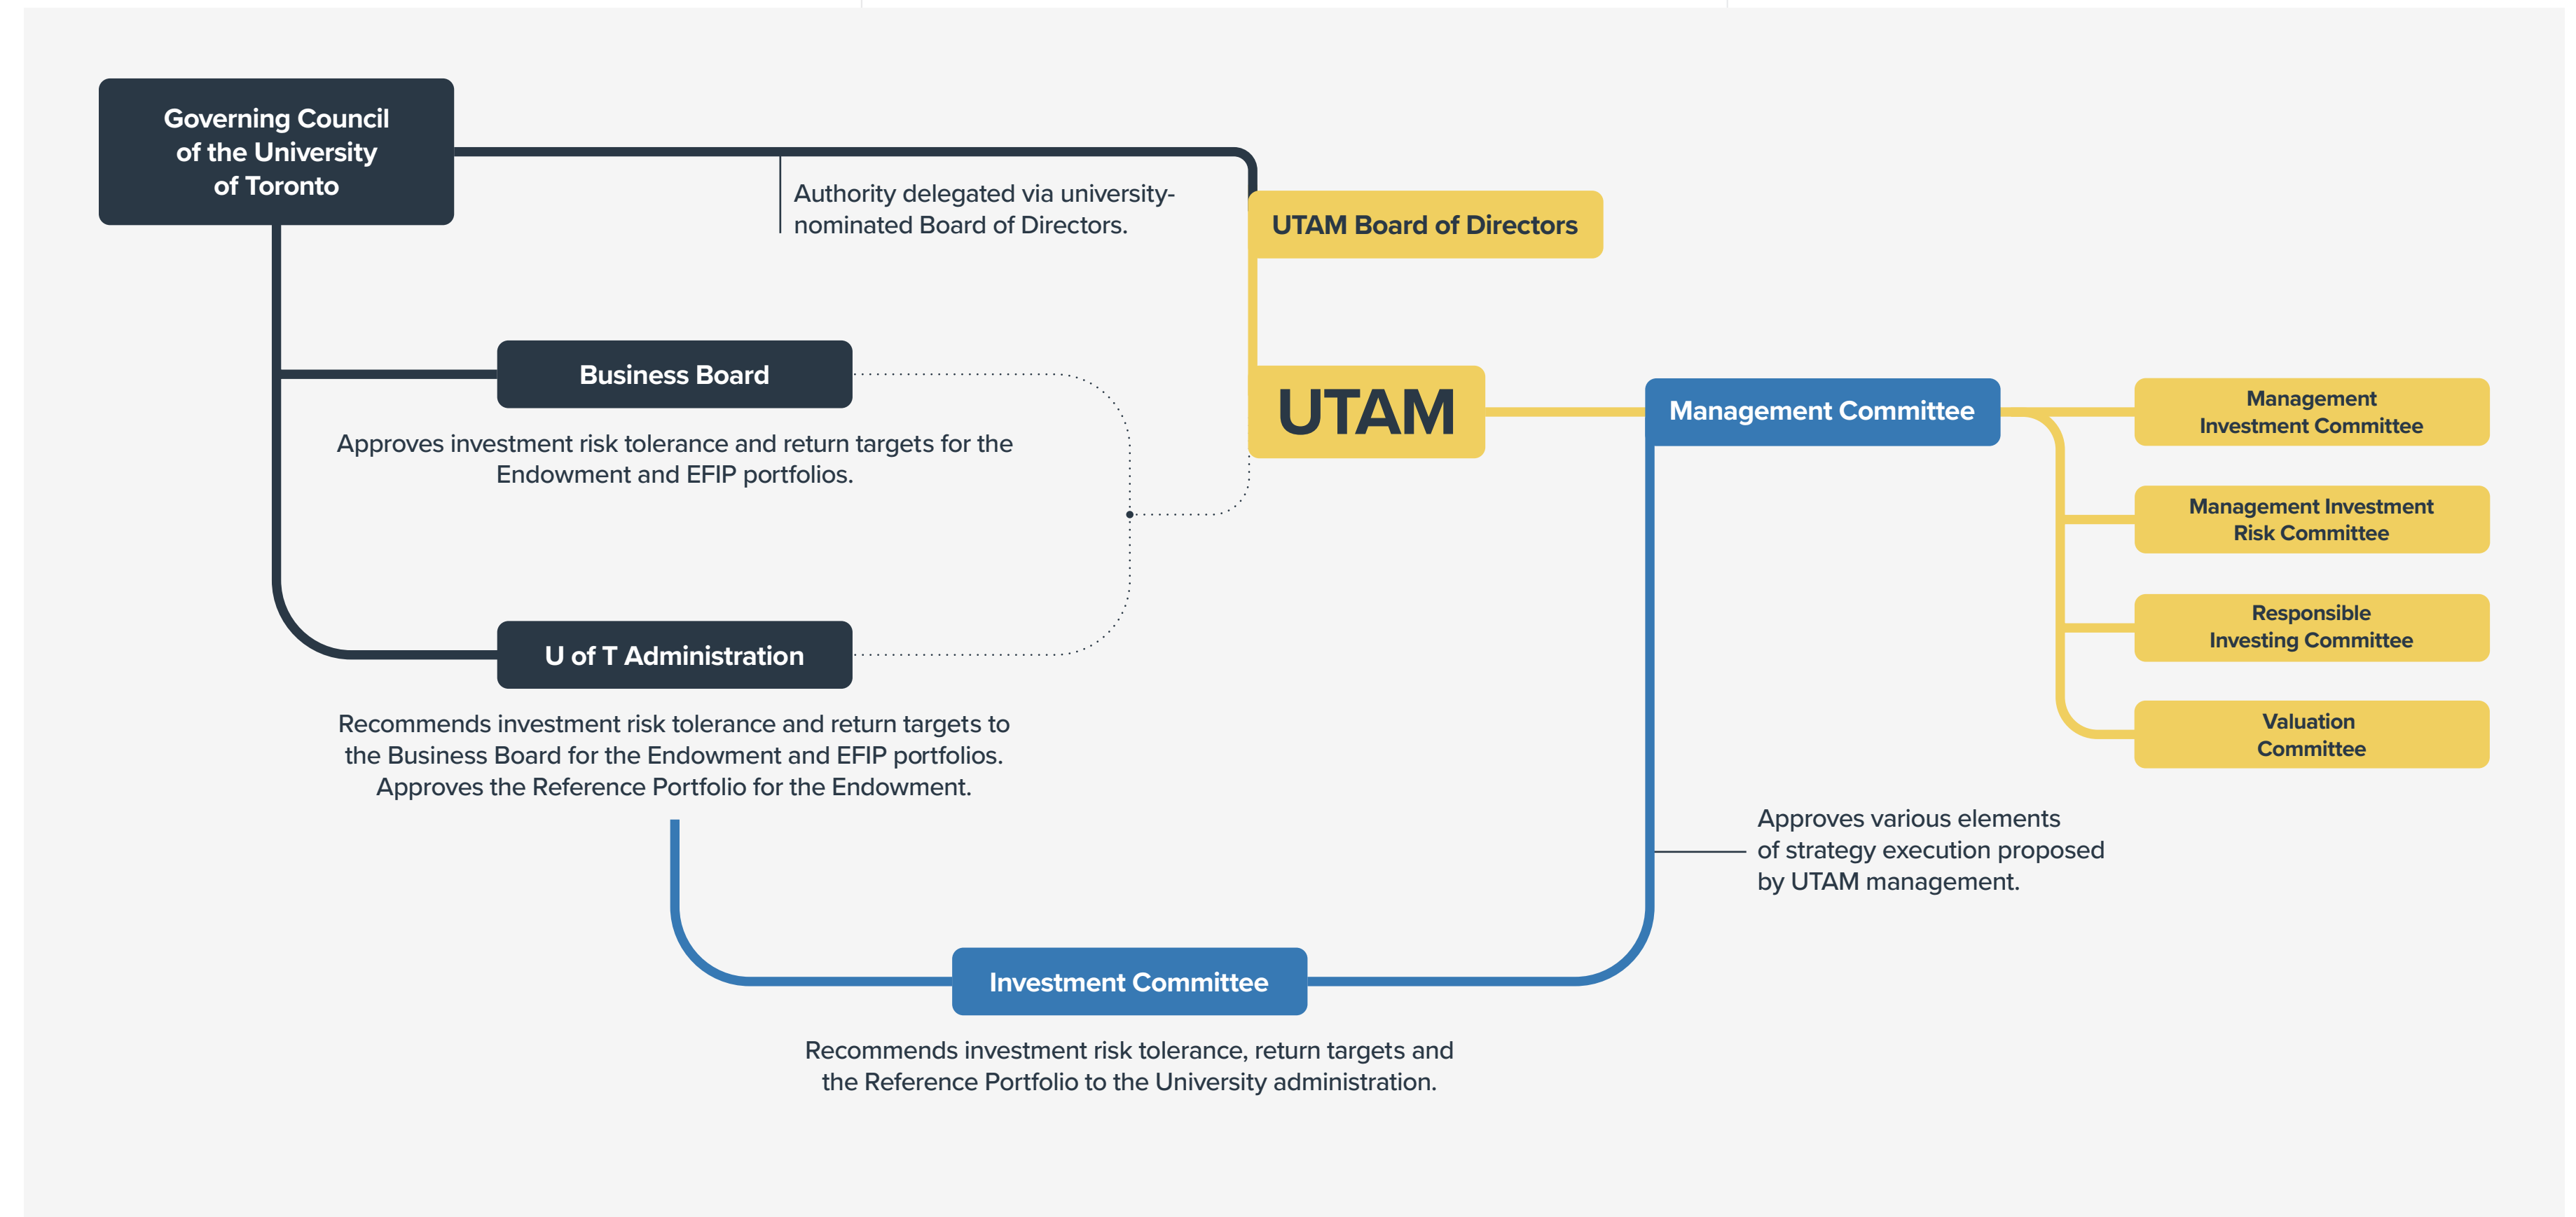 Governing Council
of the University
of Toronto
Authority delegated via university-
nominated Board of Directors.
UTAM Board of Directors
Business Board
Approves investment risk tolerance and return targets for the
Endowment and EFIP portfolios.
UTAM
Management Committee
Management
Investment Committee
Management Investment
Risk Committee
Responsible
Investing Committee
Valuation
Committee
U of T Administration
Recommends investment risk tolerance and return targets to
the Business Board for the Endowment and EFIP portfolios.
Approves the Reference Portfolio for the Endowment.
Approves various elements
of strategy execution proposed
by UTAM management.
Investment Committee
Recommends investment risk tolerance, return targets and
the Reference Portfolio to the University administration.